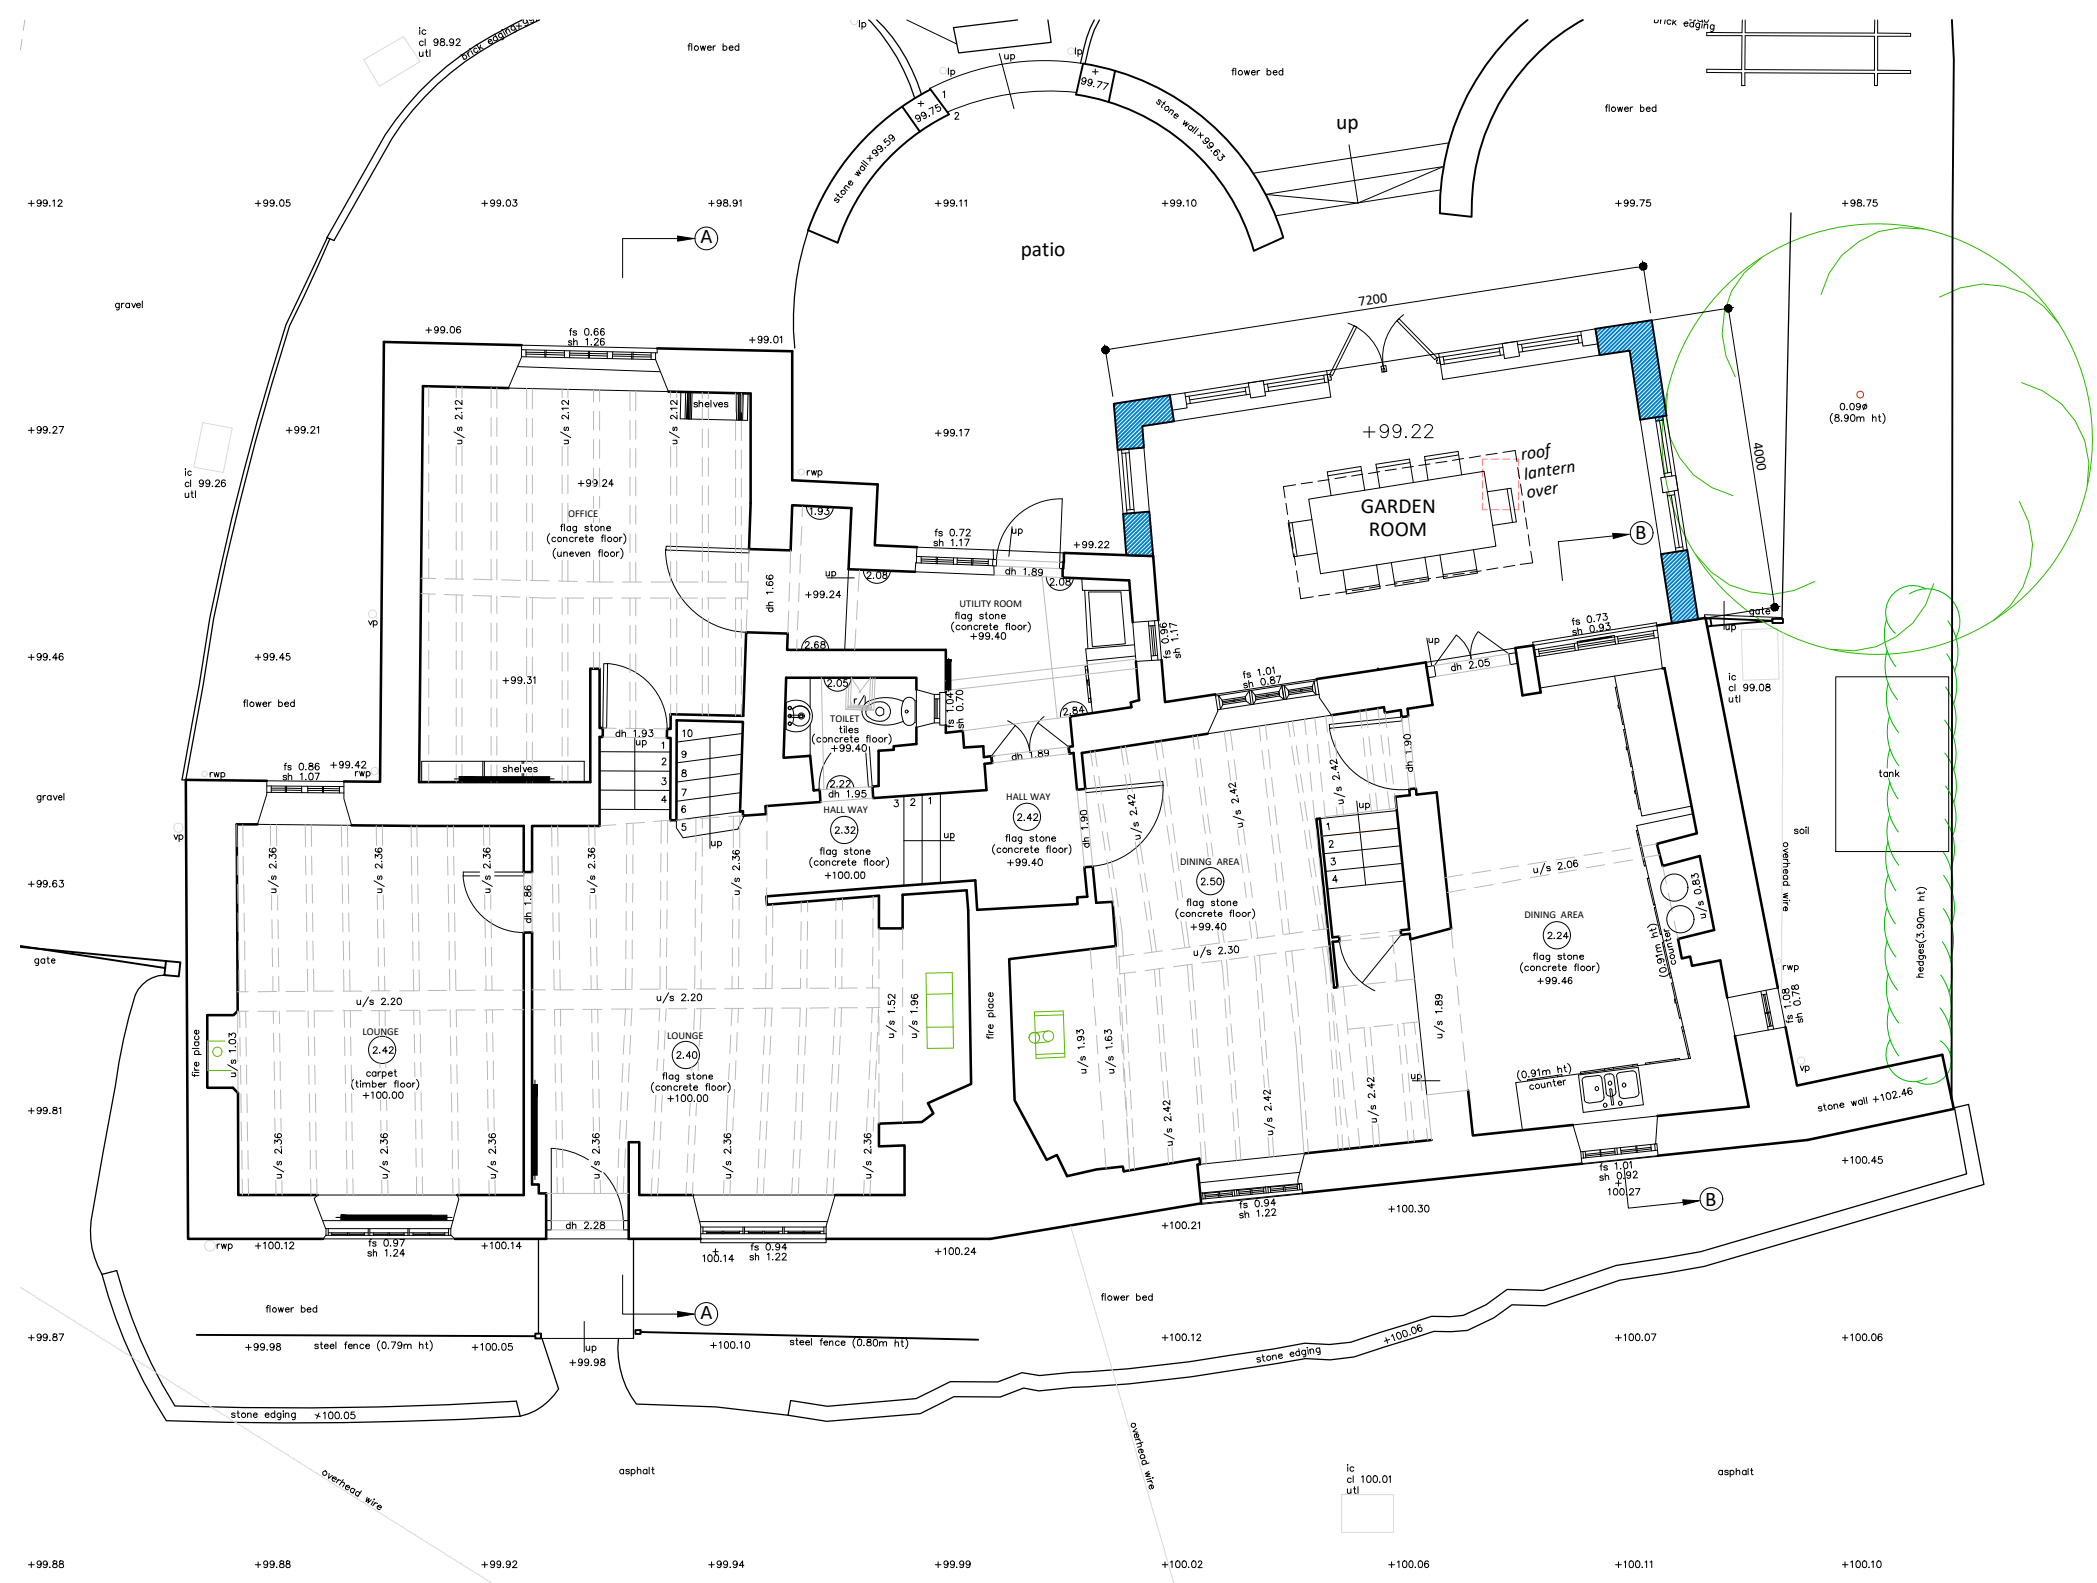 ic
cl 98.92
utl
brick edging
flower bed
lp
lp
up
lp
1
2
+
99.75
+
99.77
stone wall×99.59
stone wall×99.63
flower bed
up
brick edging
flower bed
+99.12
+99.05
+99.03
+98.91
+99.11
+99.10
+99.75
+98.75
A
patio
gravel
7200
+99.06
fs 0.66
sh 1.26
+99.01
4000
0.09ø
(8.90m ht)
+99.27
+99.21
u/s 2.12
u/s 2.12
u/s 2.12
shelves
+99.17
+99.22
roof
lantern
over
GARDEN
ROOM
B
ic
cl 99.26
utl
rwp
+99.24
OFFICE
flag stone
(concrete floor)
(uneven floor)
1.93
fs 0.72
sh 1.17
up
+99.22
dh 1.89
2.08
2.08
up
dh 1.66
+99.24
UTILITY ROOM
flag stone
(concrete floor)
+99.40
fs 0.96
sh 1.17
fs 0.73
sh 0.93
gate
up
vp
+99.46
+99.45
+99.31
2.68
2.05
up
dh 2.05
fs 1.01
sh 0.87
ic
cl 99.08
utl
flower bed
TOILET
tiles
(concrete floor)
+99.40
fs 1.04
sh 0.70
2.84
dh 1.93
up
1
2
3
4
10
9
8
7
6
5
up
dh 1.89
dh 1.90
rwp
fs 0.86
sh 1.07
+99.42
rwp
shelves
2.22
dh 1.95
tank
gravel
HALL WAY
2.32
flag stone
(concrete floor)
+100.00
3
2
1
up
HALL WAY
2.42
flag stone
(concrete floor)
+99.40
dh 1.90
u/s 2.42
u/s 2.42
u/s 2.42
up
1
2
3
4
vp
soil
overhead wire
+99.63
u/s 2.36
u/s 2.36
u/s 2.36
dh 1.86
u/s 2.36
u/s 2.36
DINING AREA
2.50
flag stone
(concrete floor)
+99.40
u/s 2.06
u/s 0.83
DINING AREA
2.24
flag stone
(concrete floor)
+99.46
(0.91m ht)
counter
hedges(3.90m ht)
gate
u/s 2.30
rwp
u/s 2.20
u/s 2.20
u/s 1.52
u/s 1.96
fire place
u/s 1.89
fs 1.08
sh 0.78
fire place
u/s 1.03
LOUNGE
2.42
carpet
(timber floor)
+100.00
LOUNGE
2.40
flag stone
(concrete floor)
+100.00
u/s 1.93
u/s 1.63
up
(0.91m ht)
counter
vp
+99.81
stone wall +102.46
u/s 2.36
u/s 2.36
u/s 2.36
u/s 2.36
u/s 2.36
u/s 2.36
u/s 2.42
u/s 2.42
u/s 2.42
+100.45
fs 1.01
sh 0.92
+
100.27
B
fs 0.94
sh 1.22
+100.30
+100.21
dh 2.28
rwp
+100.12
fs 0.97
sh 1.24
+100.14
+
100.14
fs 0.94
sh 1.22
+100.24
flower bed
A
flower bed
+99.87
+99.98
steel fence (0.79m ht)
+100.05
up
+99.98
+100.10
steel fence (0.80m ht)
+100.12
stone edging
+100.06
+100.07
+100.06
stone edging
+100.05
overhead wire
asphalt
overhead wire
ic
cl 100.01
utl
asphalt
+99.88
+99.88
+99.92
+99.94
+99.99
+100.02
+100.06
+100.11
+100.10